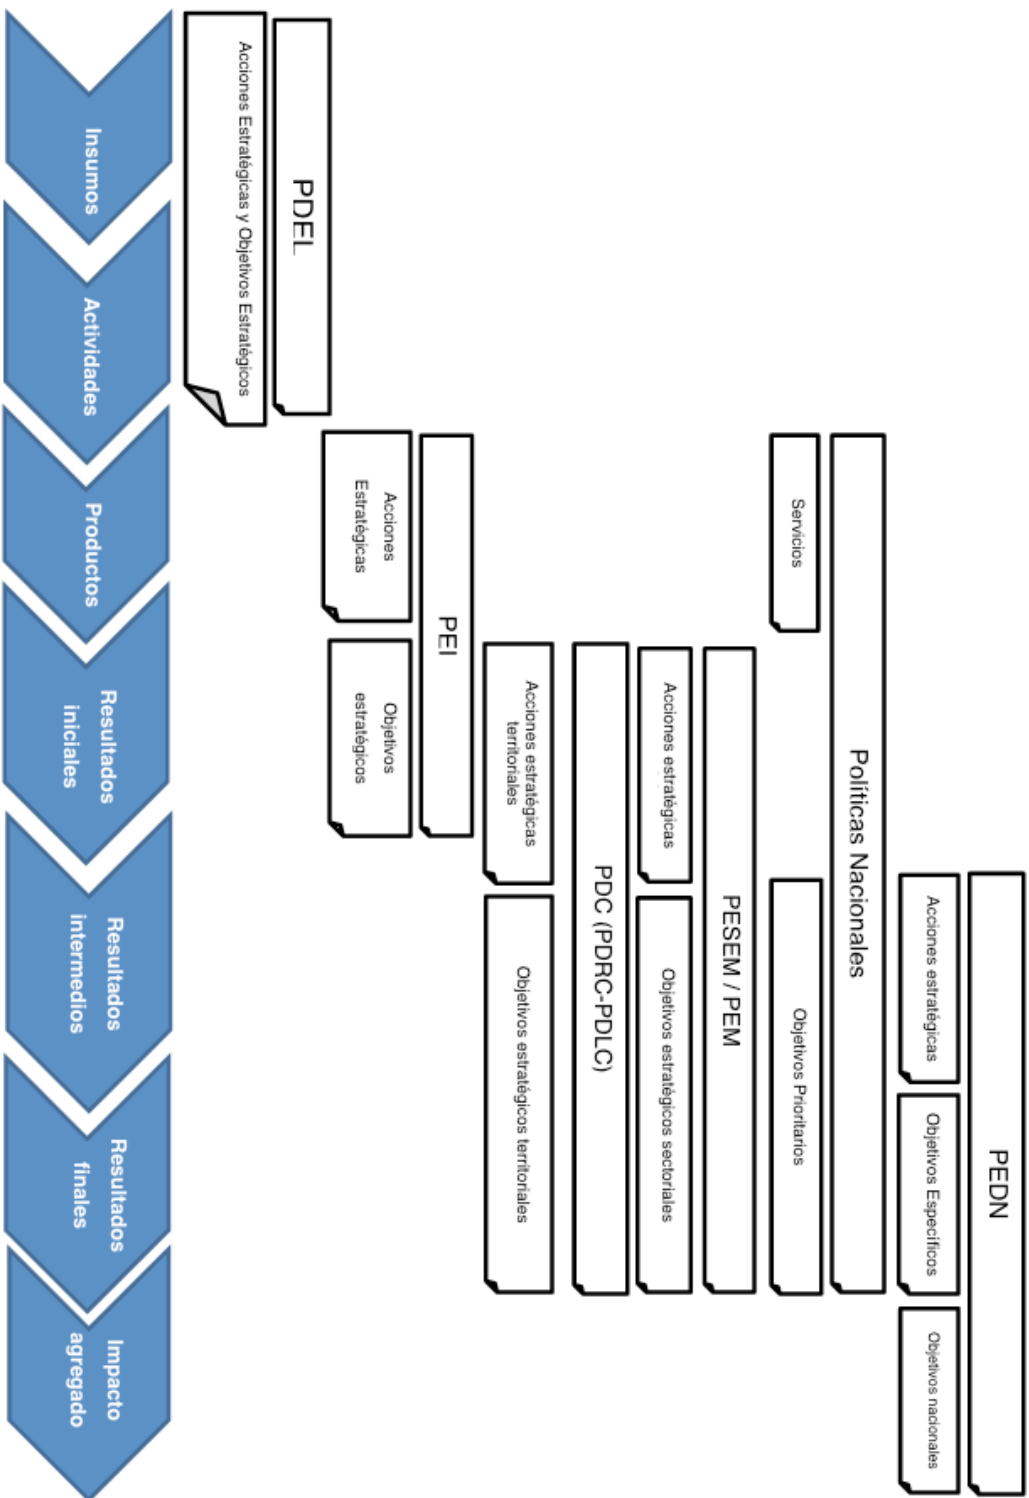 PEDN
Acciones estratégicas
Objetivos Específicos
Objetivos nacionales
Políticas Nacionales
Servicios
Objetivos Prioritarios
PESEM / PEM
Acciones estratégicas
Objetivos estratégicos sectoriales
PDC (PDRC-PDLC)
Acciones estratégicas
territoriales
Objetivos estratégicos territoriales
PEI
Acciones
Estratégicas
Objetivos
estratégicos
PDEL
Acciones Estratégicas y Objetivos Estratégicos
Insumos
Actividades
Productos
Resultados
iniciales
Resultados
intermedios
Resultados
finales
Impacto
agregado